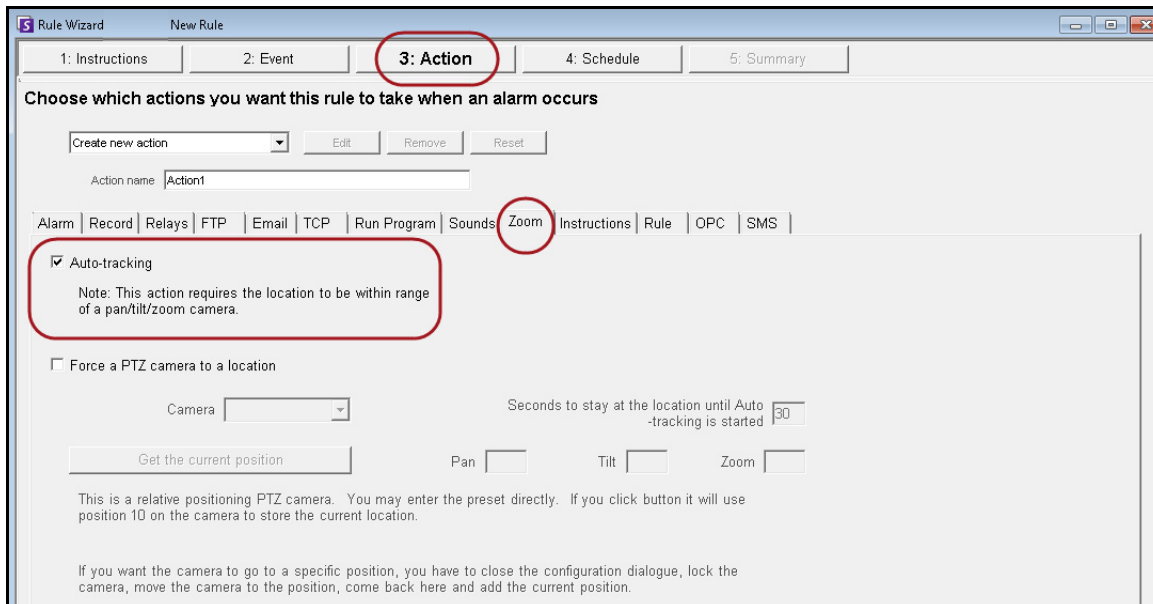 Rule Wizard New Rule
1: Instructions 2: Event 3: Action 4: Schedule 5: Summary
Choose which actions you want this rule to take when an alarm occurs
Create new action Edit Remove Reset
Action name Action1
Alarm Record Relays FTP Email TCP Run Program Sounds Zoom Instructions Rule OPC SMS
Auto-tracking
Note: This action requires the location to be within range
of a pan/tilt/zoom camera.
Force a PTZ camera to a location
Camera
Seconds to stay at the location until Auto
-tracking is started 30
Get the current position Pan Tilt Zoom
This is a relative positioning PTZ camera. You may enter the preset directly. If you click button it will use
position 10 on the camera to store the current location.
If you want the camera to go to a specific position, you have to close the configuration dialogue, lock the
camera, move the camera to the position, come back here and add the current position.